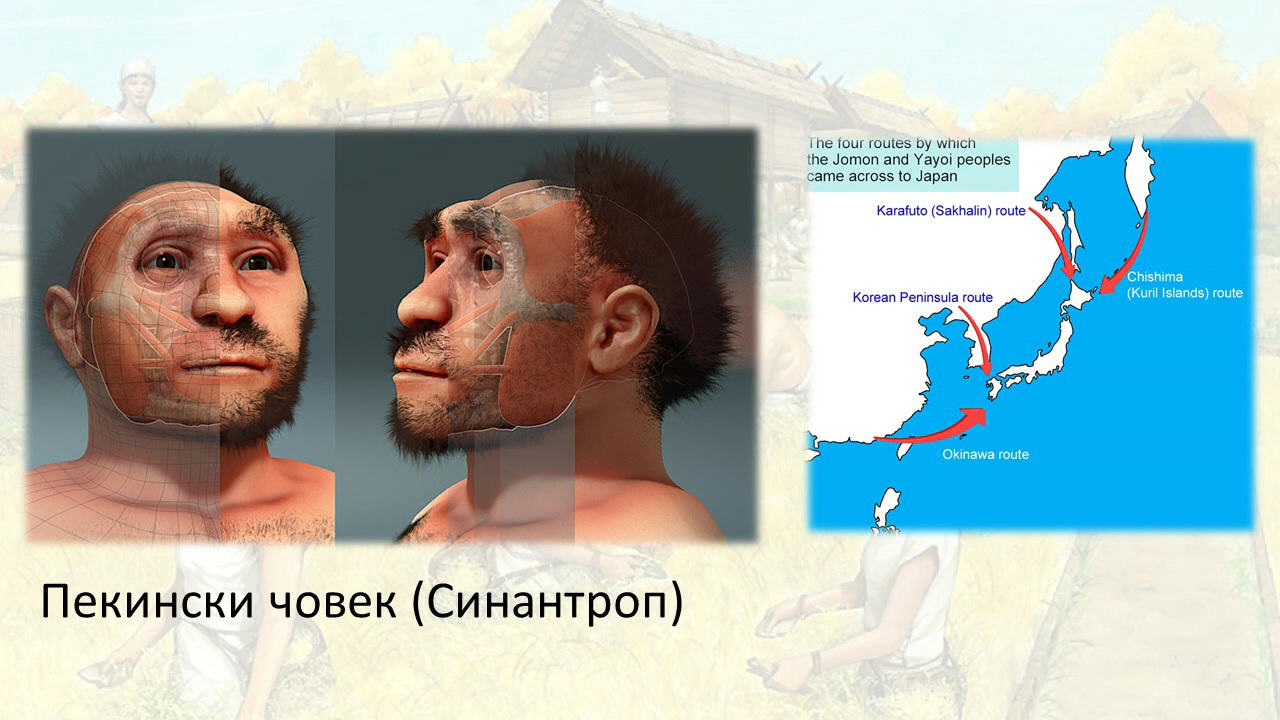 The four routes by which
the Jomon and Yayoi peoples
came across to Japan
Karafuto (Sakhalin) route
Chishima
(Kuril Islands) route
Korean Peninsula route
Okinawa route
Пекински човек (Синантроп)